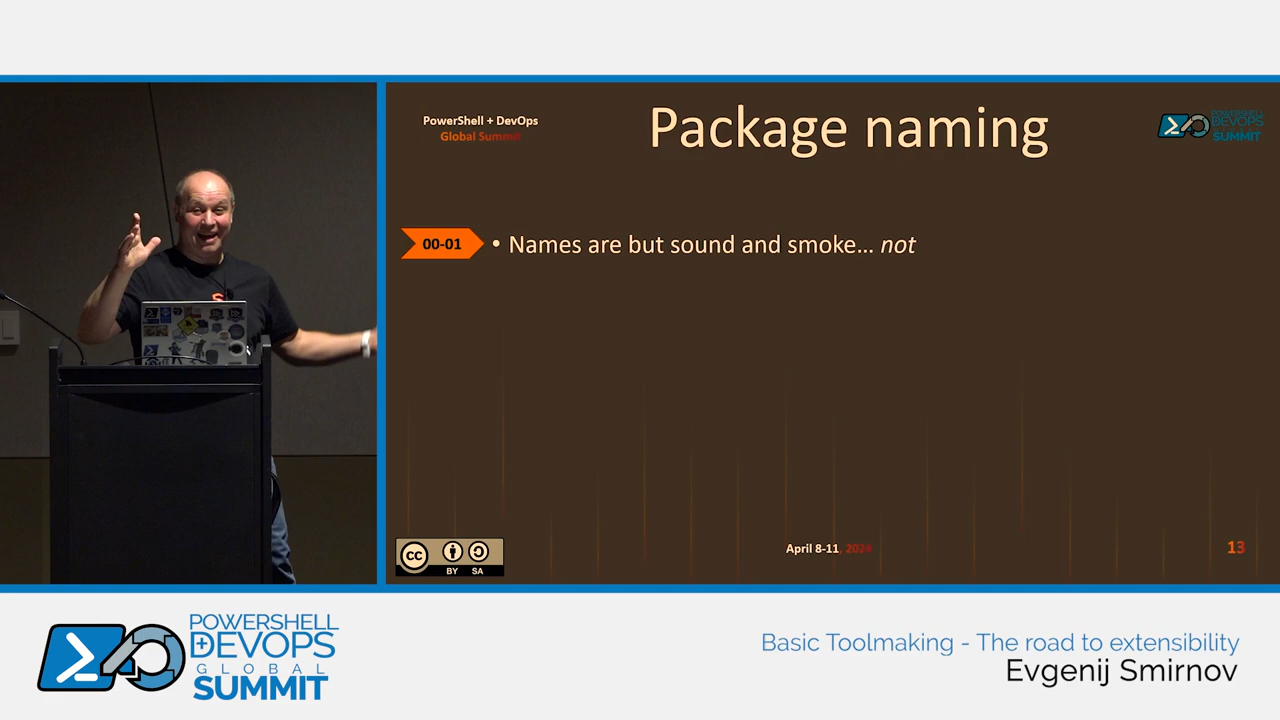 PowerShell + DevOps
Global Summit
Package naming
POWERSHELL
DEVOPS
SUMMIT
00-01
• Names are but sound and smoke... not
cc
BY SA
April 8-11, 2024
13
POWERSHELL
+DEVOPS
GLOBAL
SUMMIT
Basic Toolmaking - The road to extensibility
Evgenij Smirnov